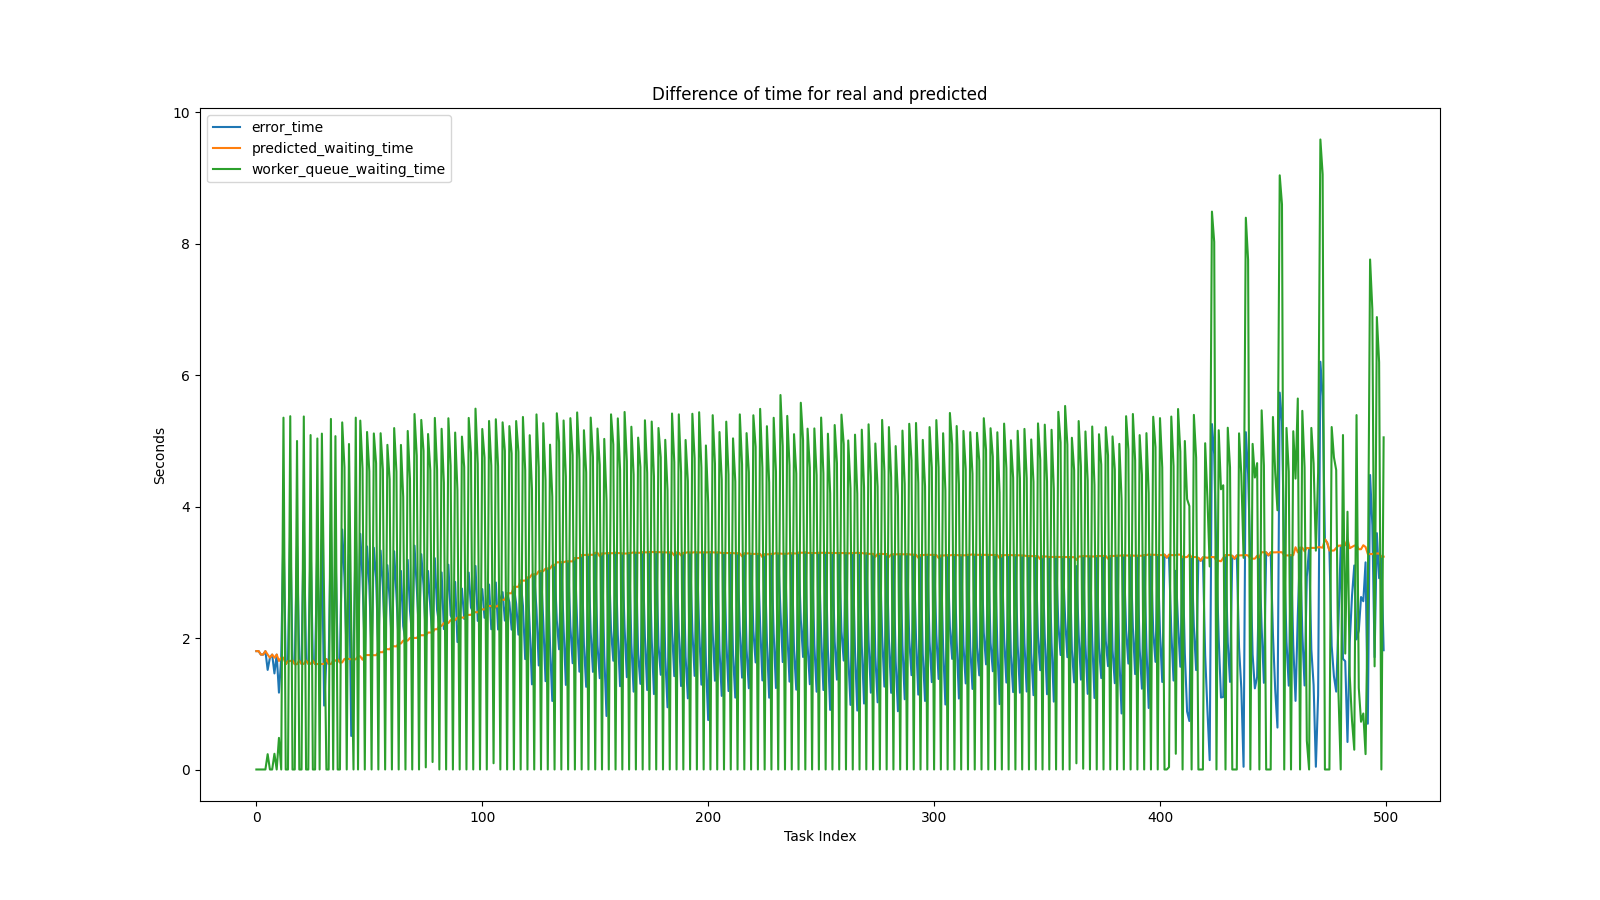 Difference of time for real and predicted
error_time
predicted_waiting_time
worker_queue_waiting_time
10
8
6
4
2
0
Seconds
0 100 200 300 400 500
Task Index